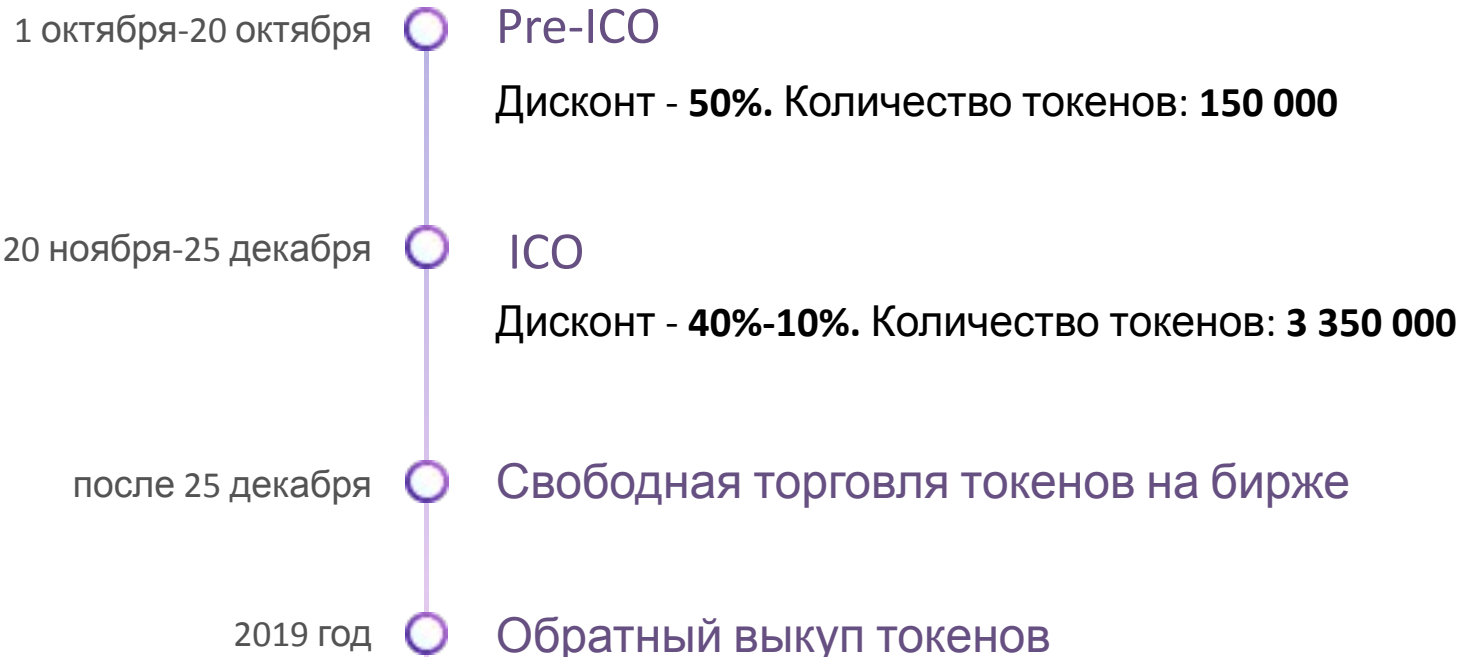 1 октября-20 октября
Pre-ICO
Дисконт - 50%. Количество токенов: 150 000
20 ноября-25 декабря
ICO
Дисконт - 40%-10%. Количество токенов: 3 350 000
после 25 декабря
Свободная торговля токенов на бирже
2019 год
Обратный выкуп токенов